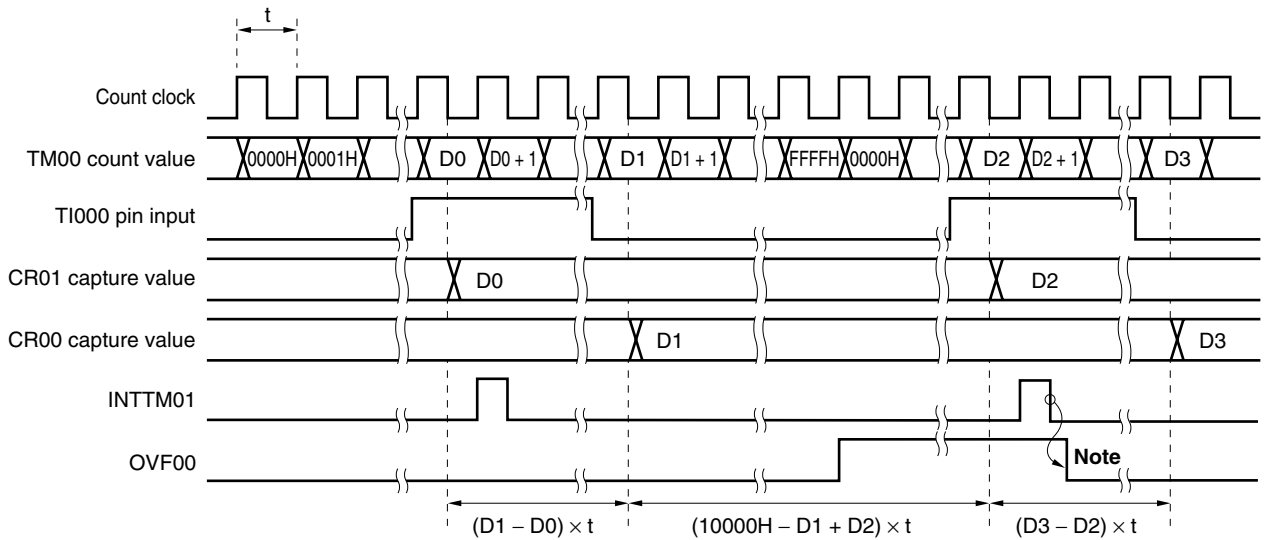 t
Count clock
TM00 count value 0000H 0001H D0 D0 + 1 D1 D1 + 1 FFFFH 0000H D2 D2 + 1 D3
TI000 pin input
CR01 capture value D0 D2
CR00 capture value D1 D3
INTTM01
OVF00 Note
(D1 − D0) × t (10000H − D1 + D2) × t (D3 − D2) × t